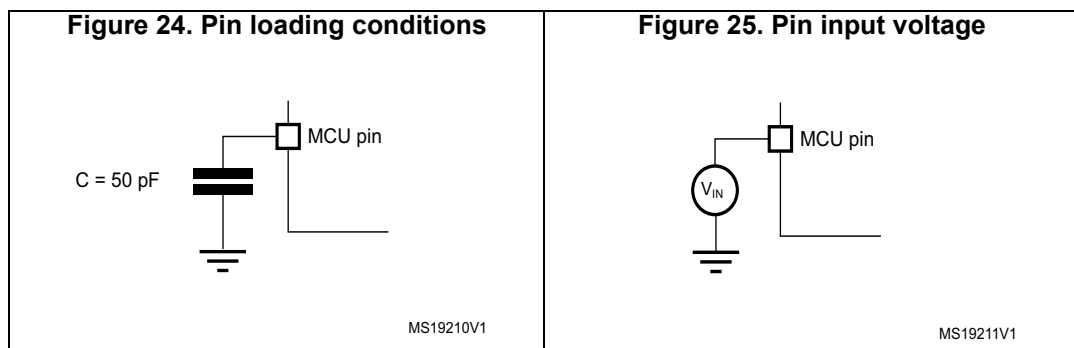 Figure 24. Pin loading conditions
MCU pin
C = 50 pF
MS19210V1
Figure 25. Pin input voltage
MCU pin
VIN
MS19211V1